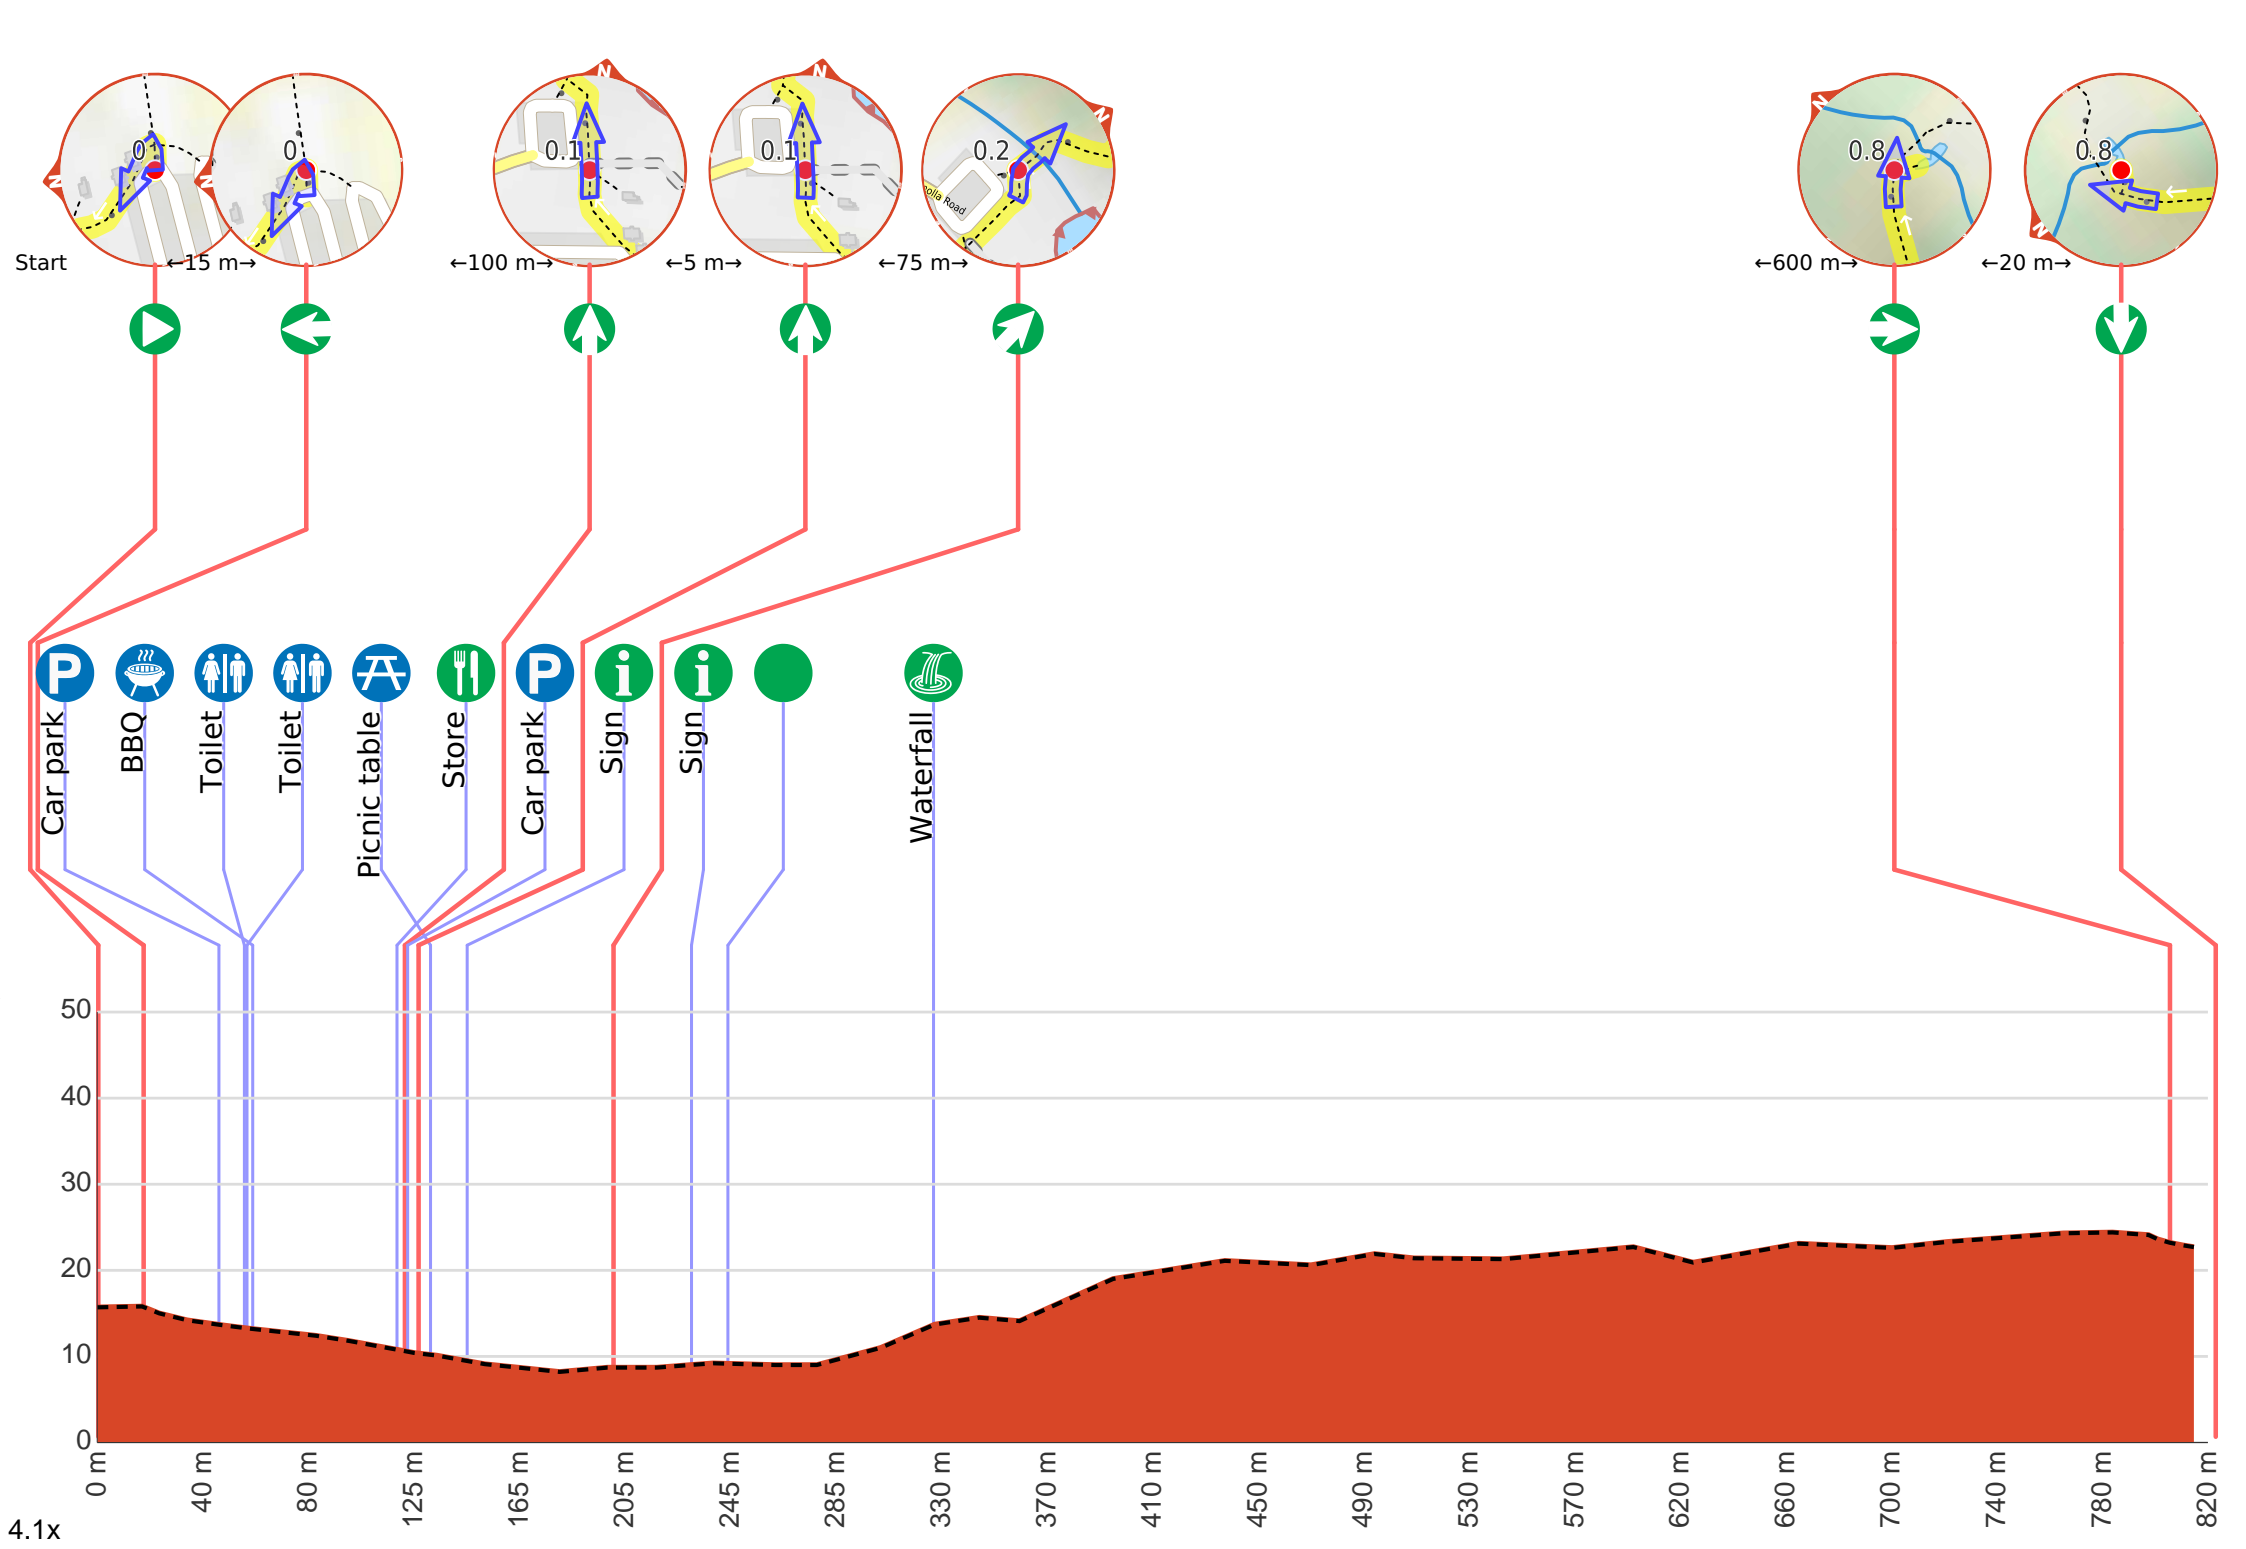 N
N
N
N
N
N
N
0
0
0.1
0.1
0.2
0.8
0.8
olla Road
Start
←15 m→
←100 m→
←5 m→
←75 m→
←600 m→
←20 m→
P
P
i
i
Car park
BBQ
Toilet
Toilet
Picnic table
Store
Car park
Sign
Sign
Waterfall
50
40
30
20
10
0
0 m
40 m
80 m
125 m
165 m
205 m
245 m
285 m
330 m
370 m
410 m
450 m
490 m
530 m
570 m
620 m
660 m
700 m
740 m
780 m
820 m
4.1x